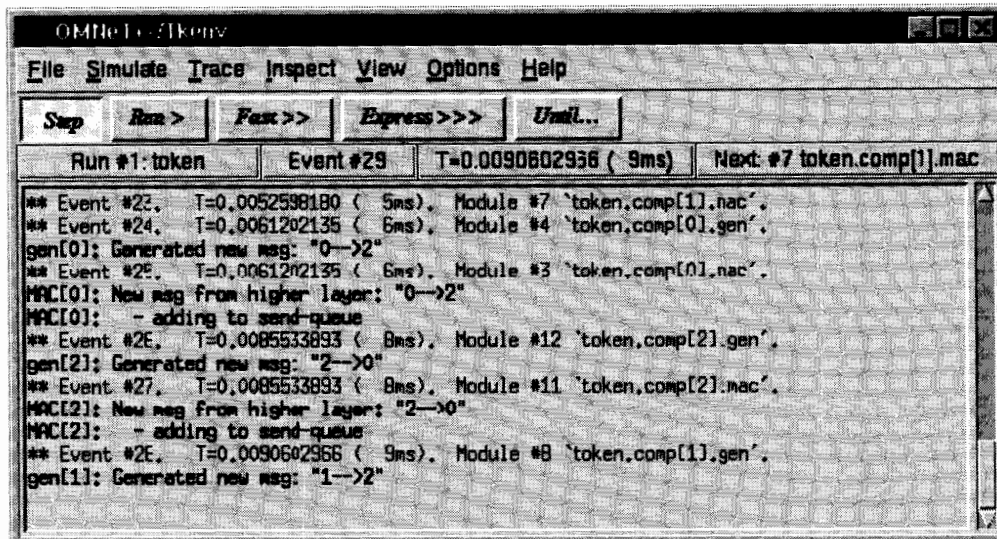 OMNeT++/Tkenv
File Simulate Trace Inspect View Options Help
Step Run > Fast >> Express >>> Until...
Run #1: token Event #29 T=0.0090602966 ( 9ms) Next: #7 token.comp[1].mac
** Event #23. T=0.0052598180 ( 5ms). Module #7 `token.comp[1].mac'.
** Event #24. T=0.0061202135 ( 6ms). Module #4 `token.comp[0].gen'.
gen[0]: Generated new msg: "0-->2"
** Event #25. T=0.0061202135 ( 6ms). Module #3 `token.comp[0].mac'.
MAC[0]: New msg from higher layer: "0-->2"
MAC[0]: - adding to send-queue
** Event #26. T=0.0085533893 ( 8ms). Module #12 `token.comp[2].gen'.
gen[2]: Generated new msg: "2-->0"
** Event #27. T=0.0085533893 ( 8ms). Module #11 `token.comp[2].mac'.
MAC[2]: New msg from higher layer: "2-->0"
MAC[2]: - adding to send-queue
** Event #28. T=0.0090602966 ( 9ms). Module #8 `token.comp[1].gen'.
gen[1]: Generated new msg: "1-->2"